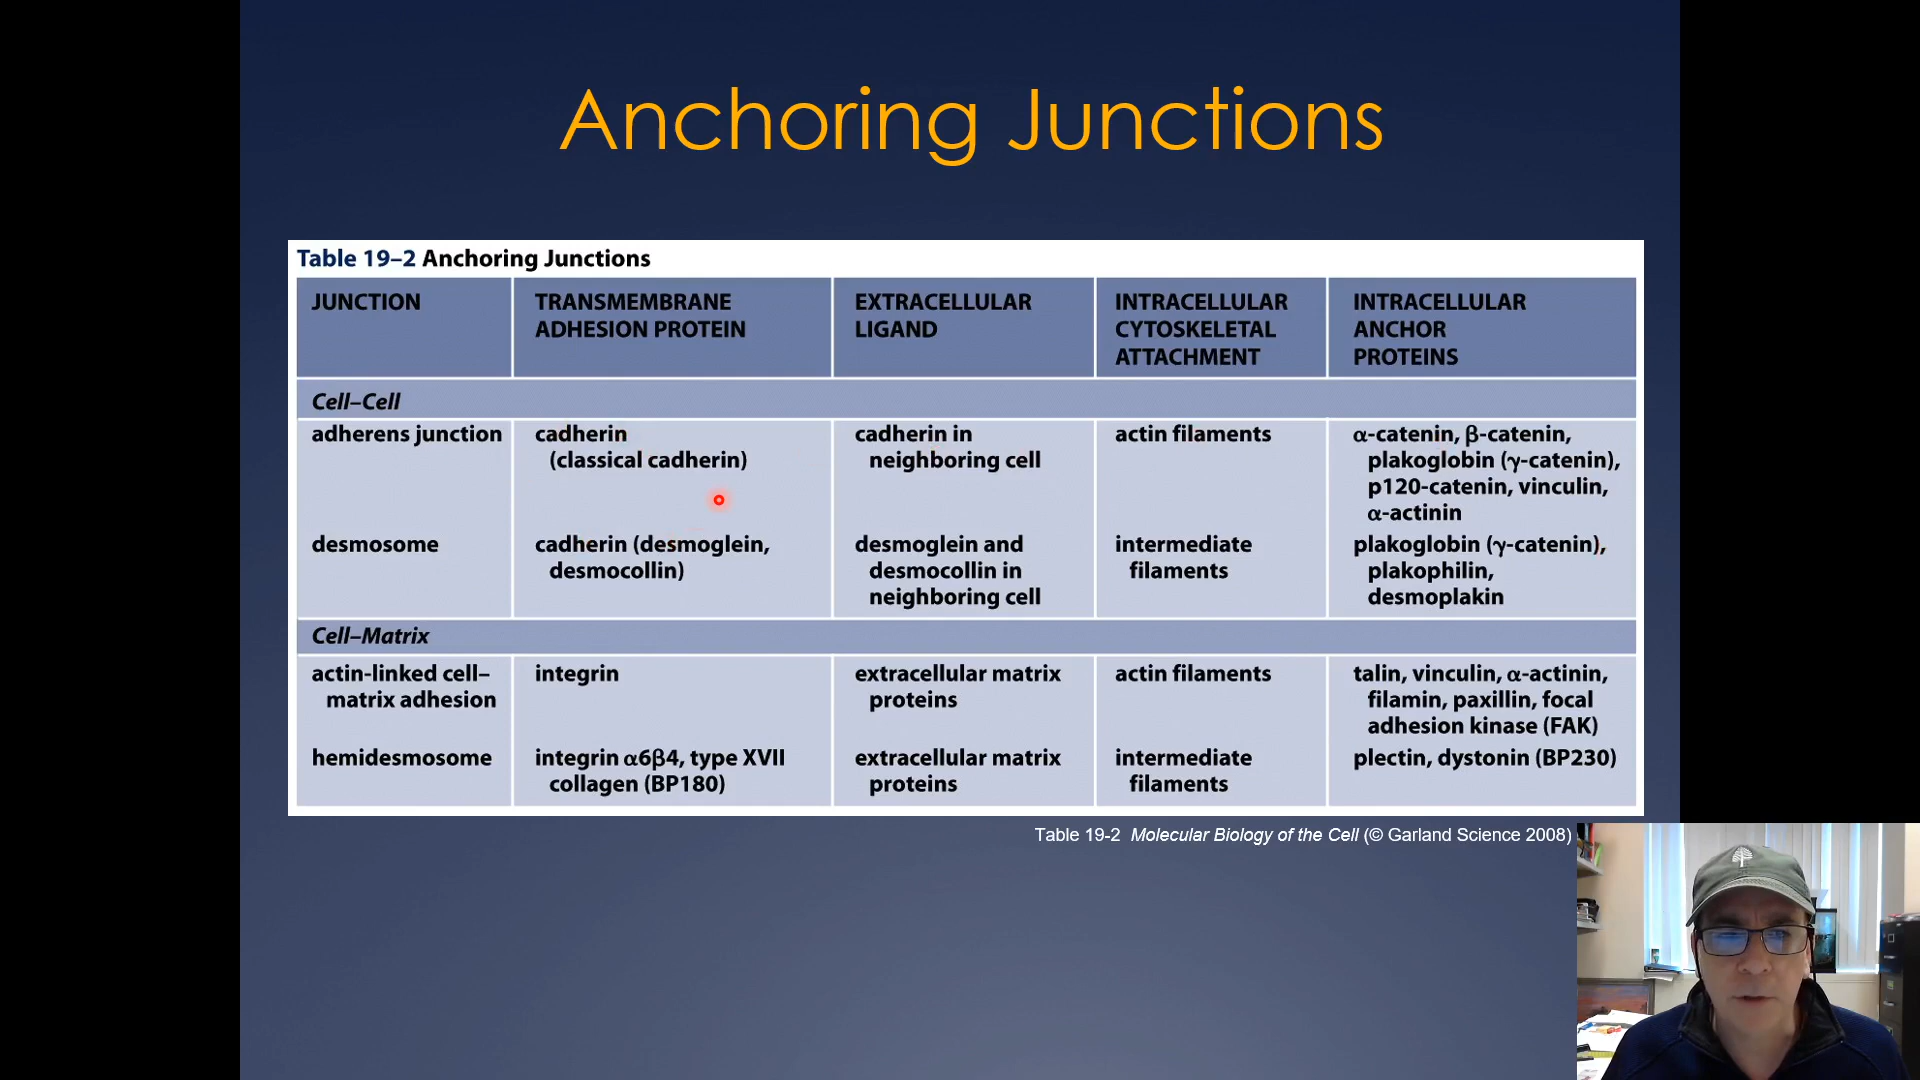 Anchoring Junctions
Table 19–2 Anchoring Junctions
JUNCTION
TRANSMEMBRANE
ADHESION PROTEIN
EXTRACELLULAR
LIGAND
INTRACELLULAR
CYTOSKELETAL
ATTACHMENT
INTRACELLULAR
ANCHOR
PROTEINS
Cell–Cell
adherens junction
cadherin
(classical cadherin)
cadherin in
neighboring cell
actin filaments
α-catenin, β-catenin,
plakoglobin (γ-catenin),
p120-catenin, vinculin,
α-actinin
desmosome
cadherin (desmoglein,
desmocollin)
desmoglein and
desmocollin in
neighboring cell
intermediate
filaments
plakoglobin (γ-catenin),
plakophilin,
desmoplakin
Cell–Matrix
actin-linked cell–
matrix adhesion
integrin
extracellular matrix
proteins
actin filaments
talin, vinculin, α-actinin,
filamin, paxillin, focal
adhesion kinase (FAK)
hemidesmosome
integrin α6β4, type XVII
collagen (BP180)
extracellular matrix
proteins
intermediate
filaments
plectin, dystonin (BP230)
Table 19-2 Molecular Biology of the Cell (© Garland Science 2008)